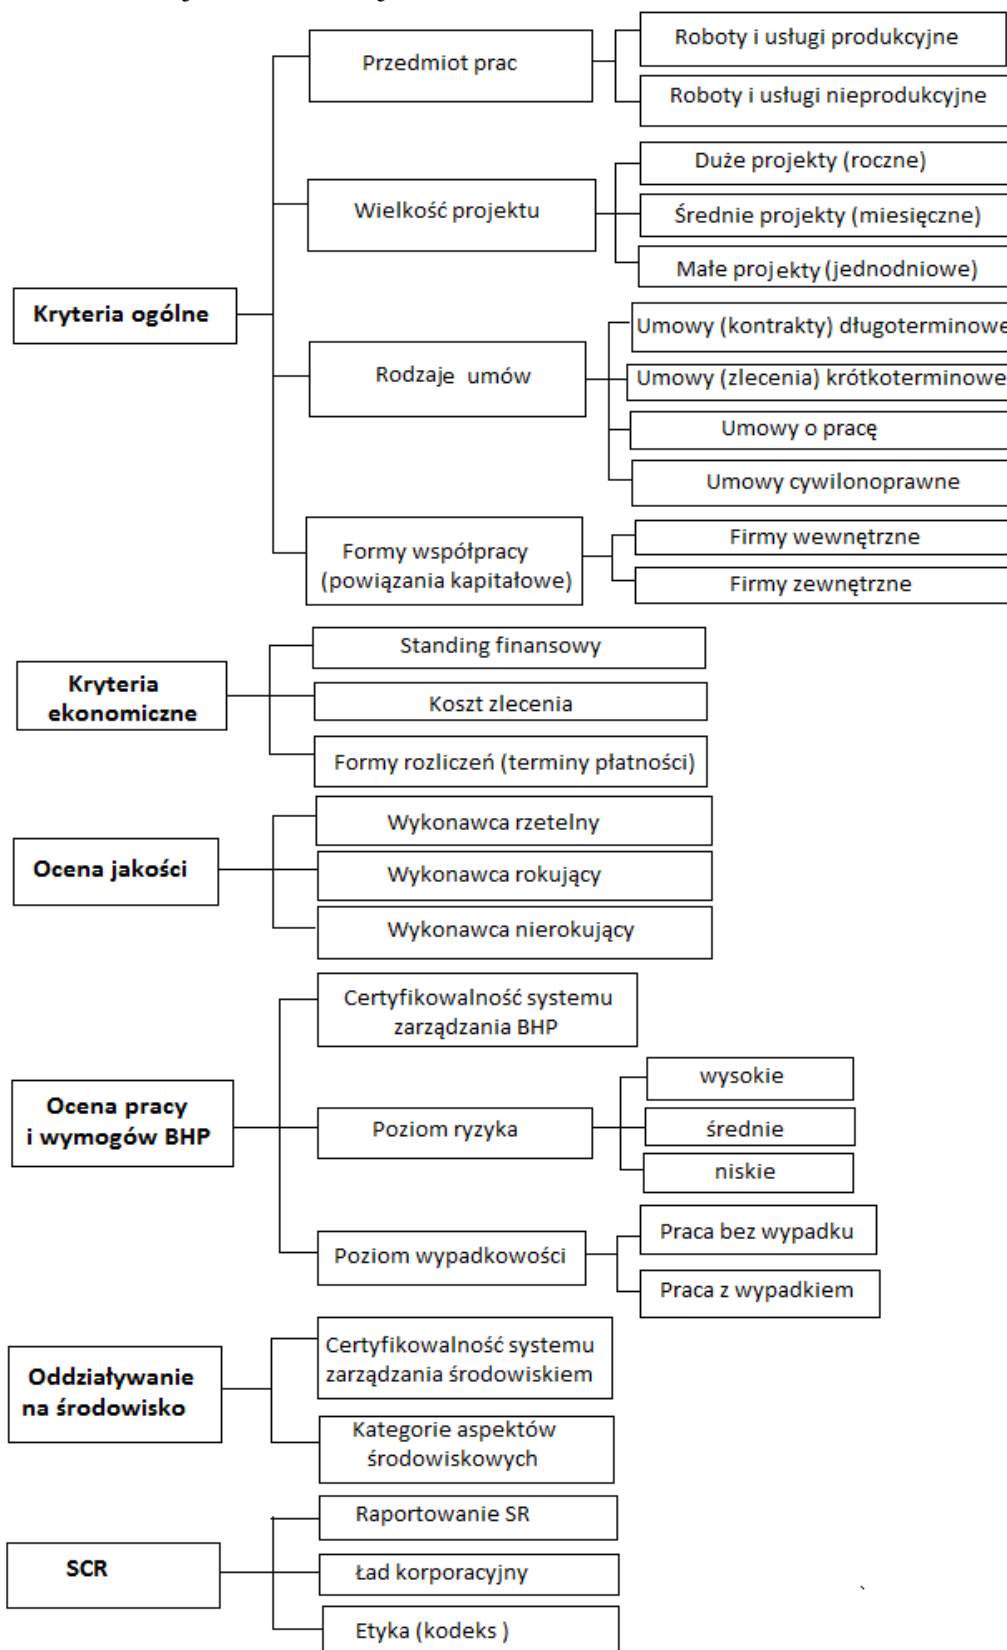 Kryteria ogólne
Przedmiot prac
Roboty i usługi produkcyjne
Roboty i usługi nieprodukcyjne
Wielkość projektu
Duże projekty (roczne)
Średnie projekty (miesięczne)
Małe projekty (jednodniowe)
Rodzaje umów
Umowy (kontrakty) długoterminowe
Umowy (zlecenia) krótkoterminowe
Umowy o pracę
Umowy cywilonoprawne
Formy współpracy
(powiązania kapitałowe)
Firmy wewnętrzne
Firmy zewnętrzne
Kryteria
ekonomiczne
Standing finansowy
Koszt zlecenia
Formy rozliczeń (terminy płatności)
Ocena jakości
Wykonawca rzetelny
Wykonawca rokujący
Wykonawca nierokujący
Ocena pracy
i wymogów BHP
Certyfikowalność systemu
zarządzania BHP
Poziom ryzyka
wysokie
średnie
niskie
Poziom wypadkowości
Praca bez wypadku
Praca z wypadkiem
Oddziaływanie
na środowisko
Certyfikowalność systemu
zarządzania środowiskiem
Kategorie aspektów
środowiskowych
SCR
Raportowanie SR
Ład korporacyjny
Etyka (kodeks )